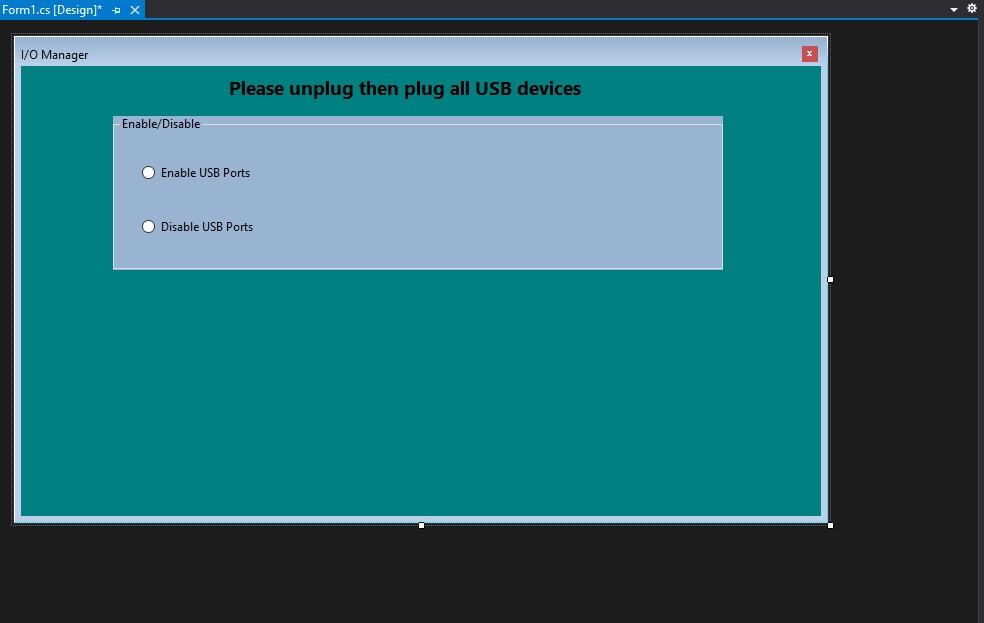 Form1.cs [Design]*
I/O Manager
Please unplug then plug all USB devices
Enable/Disable
Enable USB Ports
Disable USB Ports